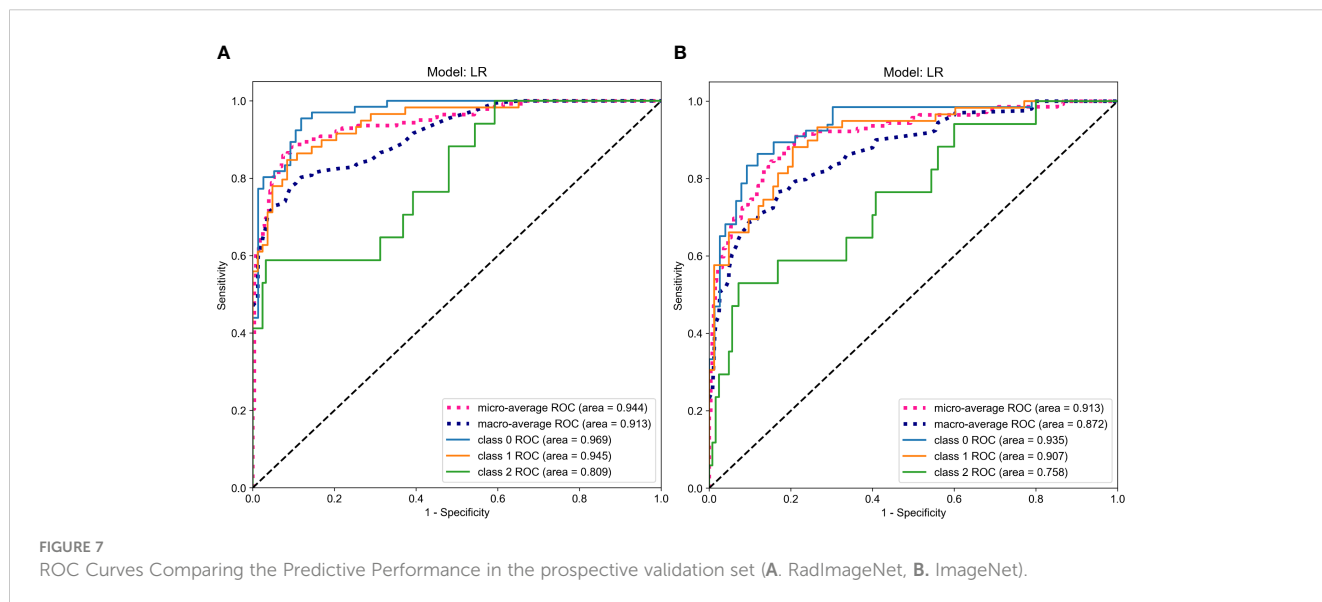 A
Model: LR
1.0
0.8
0.6
0.4
0.2
0.0
Sensitivity
0.0 0.2 0.4 0.6 0.8 1.0
1 - Specificity
micro-average ROC (area = 0.944)
macro-average ROC (area = 0.913)
class 0 ROC (area = 0.969)
class 1 ROC (area = 0.945)
class 2 ROC (area = 0.809)
B
Model: LR
1.0
0.8
0.6
0.4
0.2
0.0
Sensitivity
0.0 0.2 0.4 0.6 0.8 1.0
1 - Specificity
micro-average ROC (area = 0.913)
macro-average ROC (area = 0.872)
class 0 ROC (area = 0.935)
class 1 ROC (area = 0.907)
class 2 ROC (area = 0.758)
FIGURE 7
ROC Curves Comparing the Predictive Performance in the prospective validation set (A. RadImageNet, B. ImageNet).